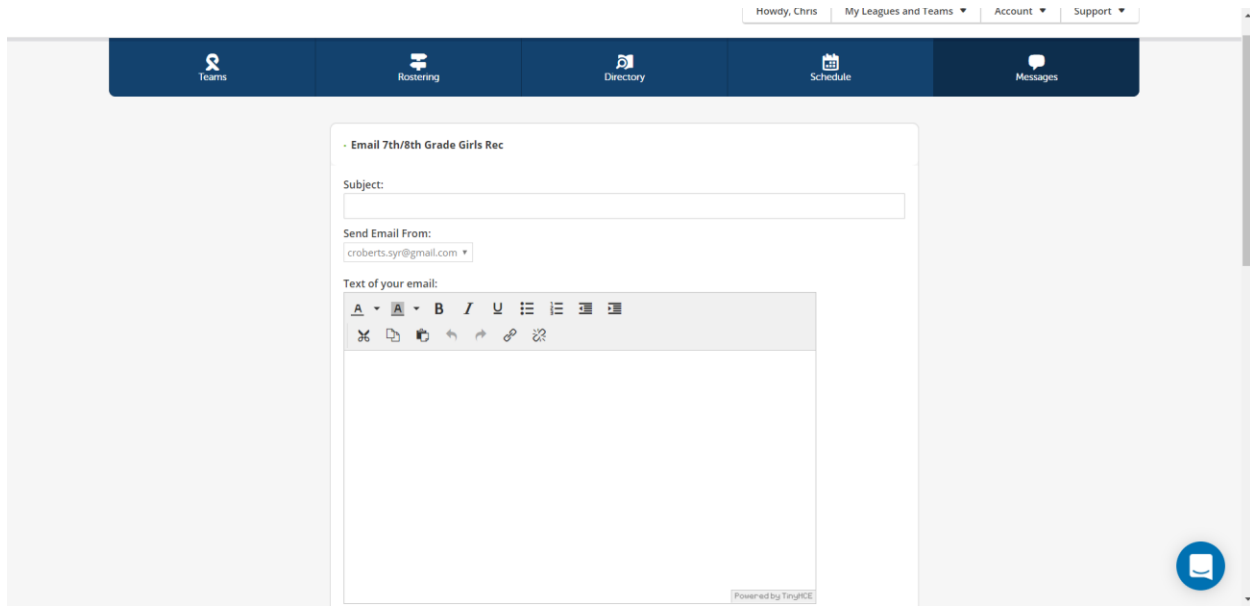 Howdy, Chris My Leagues and Teams ▼ Account ▼ Support ▼
Teams Rostering Directory Schedule Messages
Email 7th/8th Grade Girls Rec
Subject:
Send Email From:
croberts.syr@gmail.com ▼
Text of your email:
A A B I U
Powered by TinyMCE